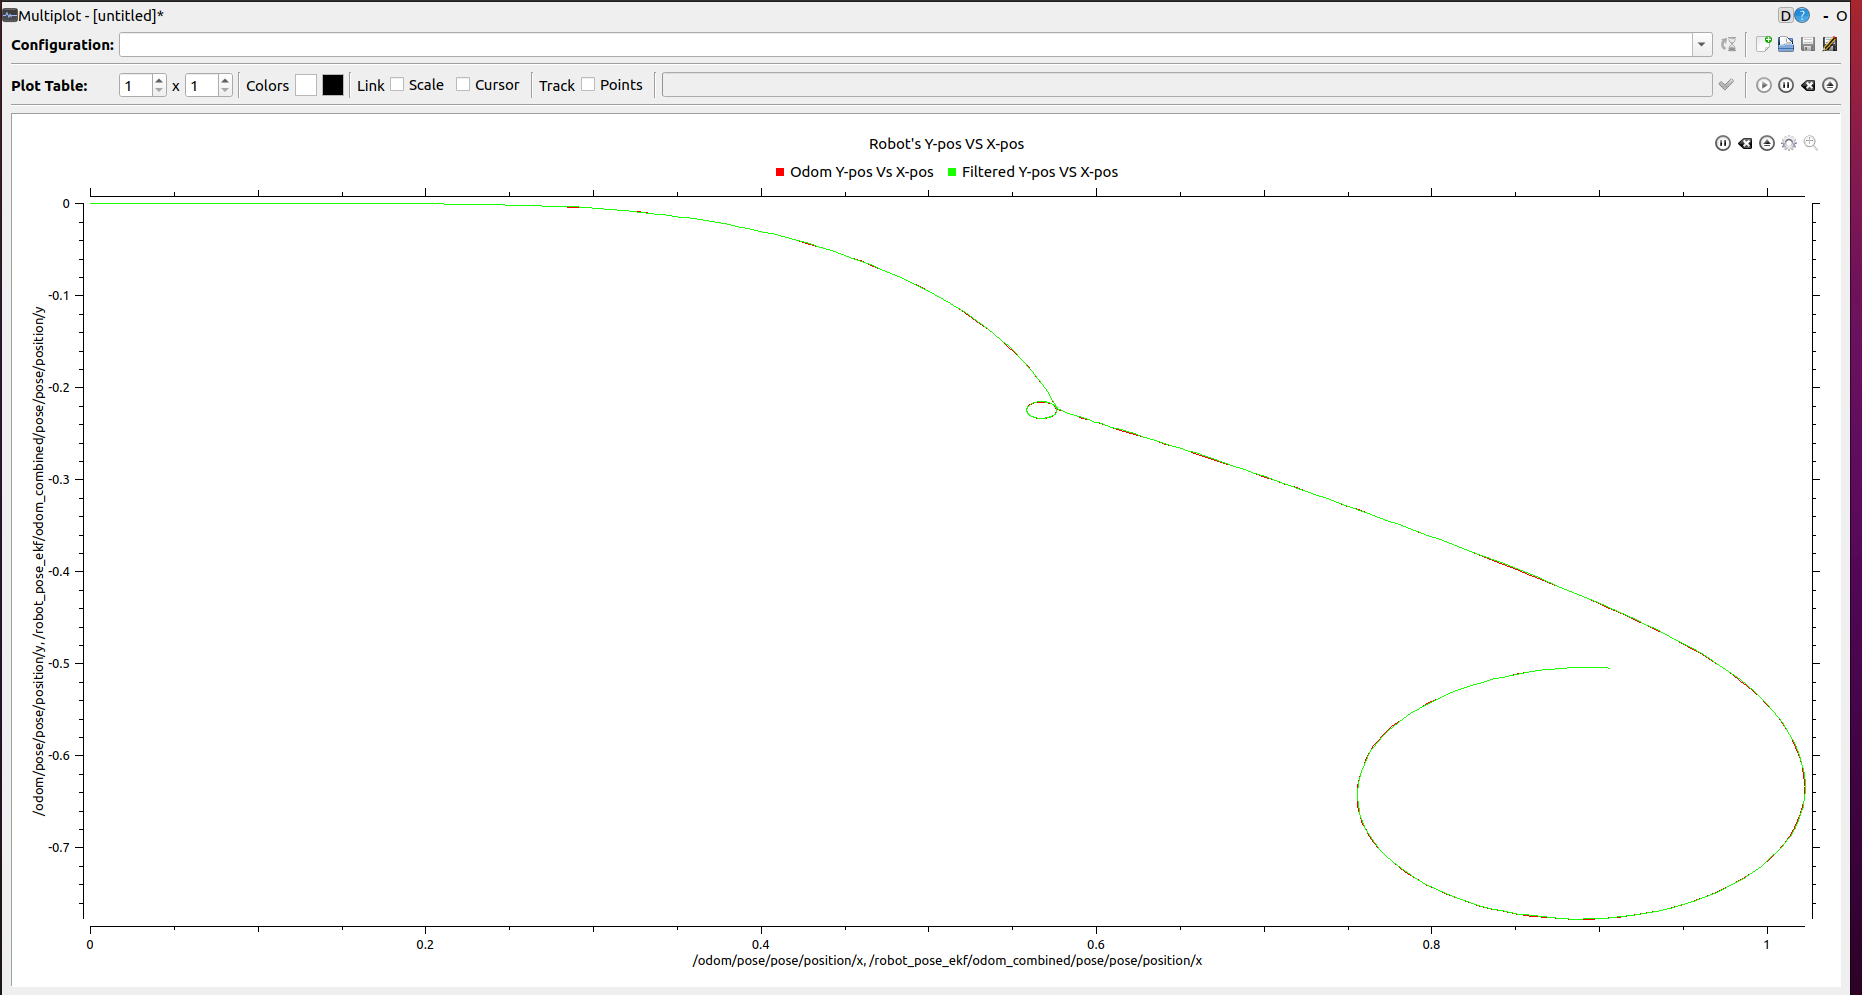 Multiplot - [untitled]*
D ? - O
Configuration:
Plot Table: 1 x 1 Colors Link Scale Cursor Track Points
Robot's Y-pos VS X-pos
Odom Y-pos Vs X-pos Filtered Y-pos VS X-pos
0
-0.1
-0.2
-0.3
-0.4
-0.5
-0.6
-0.7
/odom/pose/pose/position/y, /robot_pose_ekf/odom_combined/pose/pose/position/y
0 0.2 0.4 0.6 0.8 1
/odom/pose/pose/position/x, /robot_pose_ekf/odom_combined/pose/pose/position/x